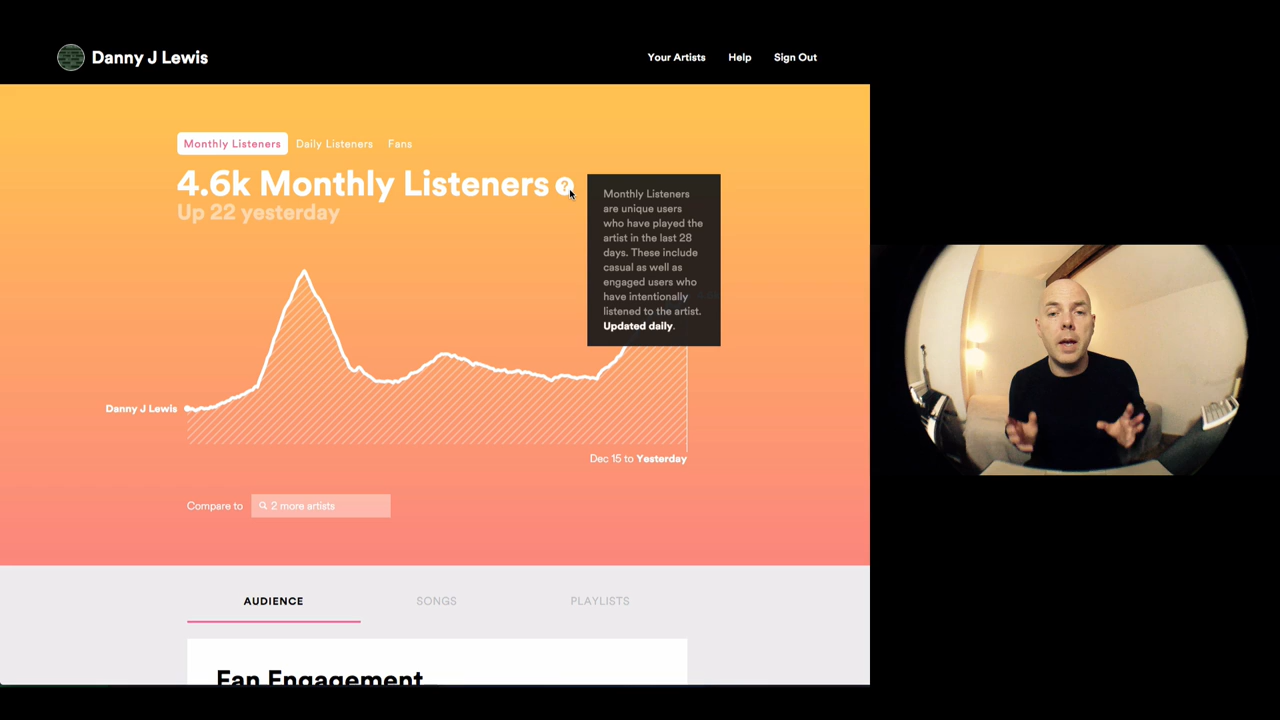 Danny J Lewis
Your Artists
Help
Sign Out
Monthly Listeners
Daily Listeners
Fans
4.6k Monthly Listeners ?
Up 22 yesterday
Monthly Listeners
are unique users
who have played the
artist in the last 28
days. These include
casual as well as
engaged users who
have intentionally
listened to the artist.
Updated daily.
Danny J Lewis
Dec 15 to Yesterday
Compare to
2 more artists
AUDIENCE
SONGS
PLAYLISTS
Fan Engagement